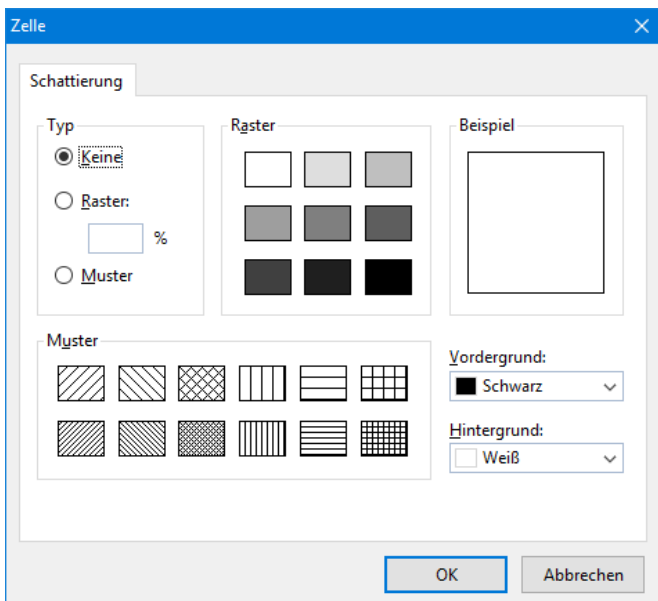 Zelle
Schattierung
Typ
Keine
Raster:
%
Muster
Raster
Beispiel
Muster
Vordergrund:
Schwarz
Hintergrund:
Weiß
OK
Abbrechen